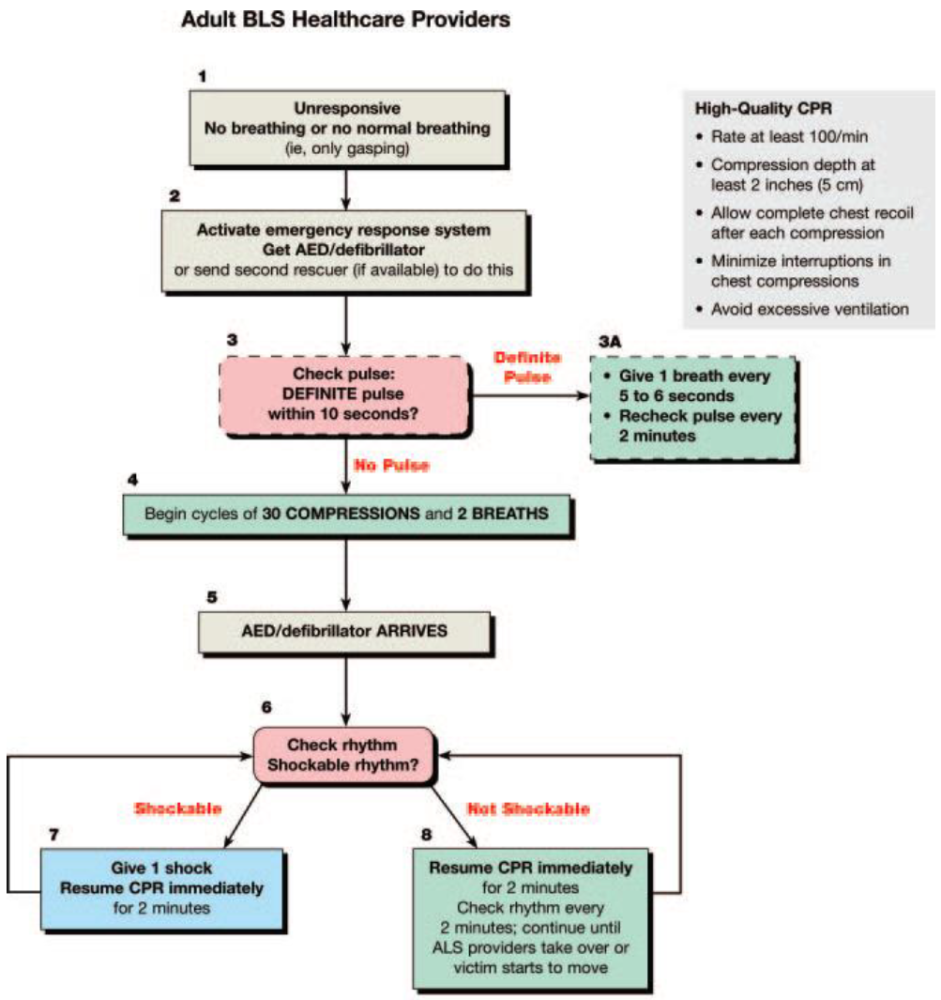 Adult BLS Healthcare Providers
1
Unresponsive
No breathing or no normal breathing
(ie, only gasping)
High-Quality CPR
• Rate at least 100/min
• Compression depth at
least 2 inches (5 cm)
• Allow complete chest recoil
after each compression
• Minimize interruptions in
chest compressions
• Avoid excessive ventilation
2
Activate emergency response system
Get AED/defibrillator
or send second rescuer (if available) to do this
3
Check pulse:
DEFINITE pulse
within 10 seconds?
Definite
Pulse
3A
• Give 1 breath every
5 to 6 seconds
• Recheck pulse every
2 minutes
No Pulse
4
Begin cycles of 30 COMPRESSIONS and 2 BREATHS
5
AED/defibrillator ARRIVES
6
Check rhythm
Shockable rhythm?
Shockable
Not Shockable
7
Give 1 shock
Resume CPR immediately
for 2 minutes
8
Resume CPR immediately
for 2 minutes
Check rhythm every
2 minutes; continue until
ALS providers take over or
victim starts to move